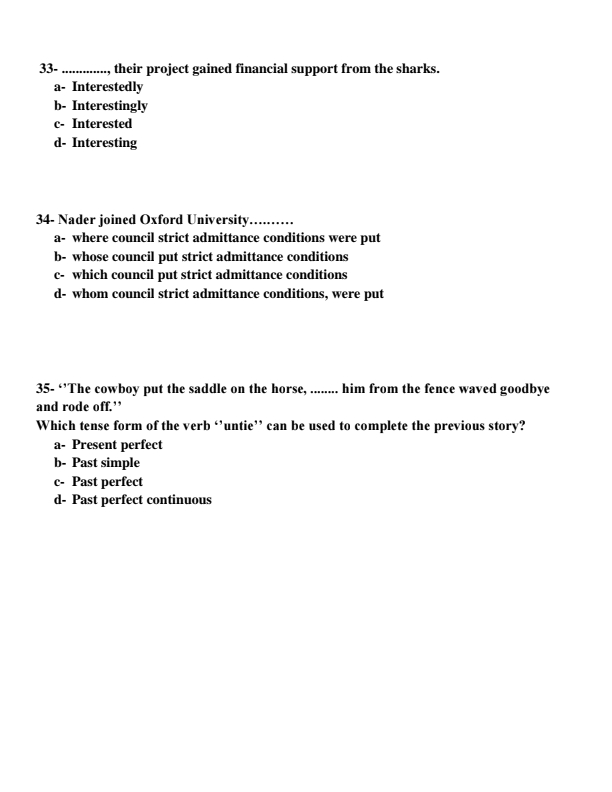 33- ............., their project gained financial support from the sharks.
a- Interestedly
b- Interestingly
c- Interested
d- Interesting
34- Nader joined Oxford University….……
a- where council strict admittance conditions were put
b- whose council put strict admittance conditions
c- which council put strict admittance conditions
d- whom council strict admittance conditions, were put
35- ‘’The cowboy put the saddle on the horse, ........ him from the fence waved goodbye
and rode off.’’
Which tense form of the verb ‘’untie’’ can be used to complete the previous story?
a- Present perfect
b- Past simple
c- Past perfect
d- Past perfect continuous